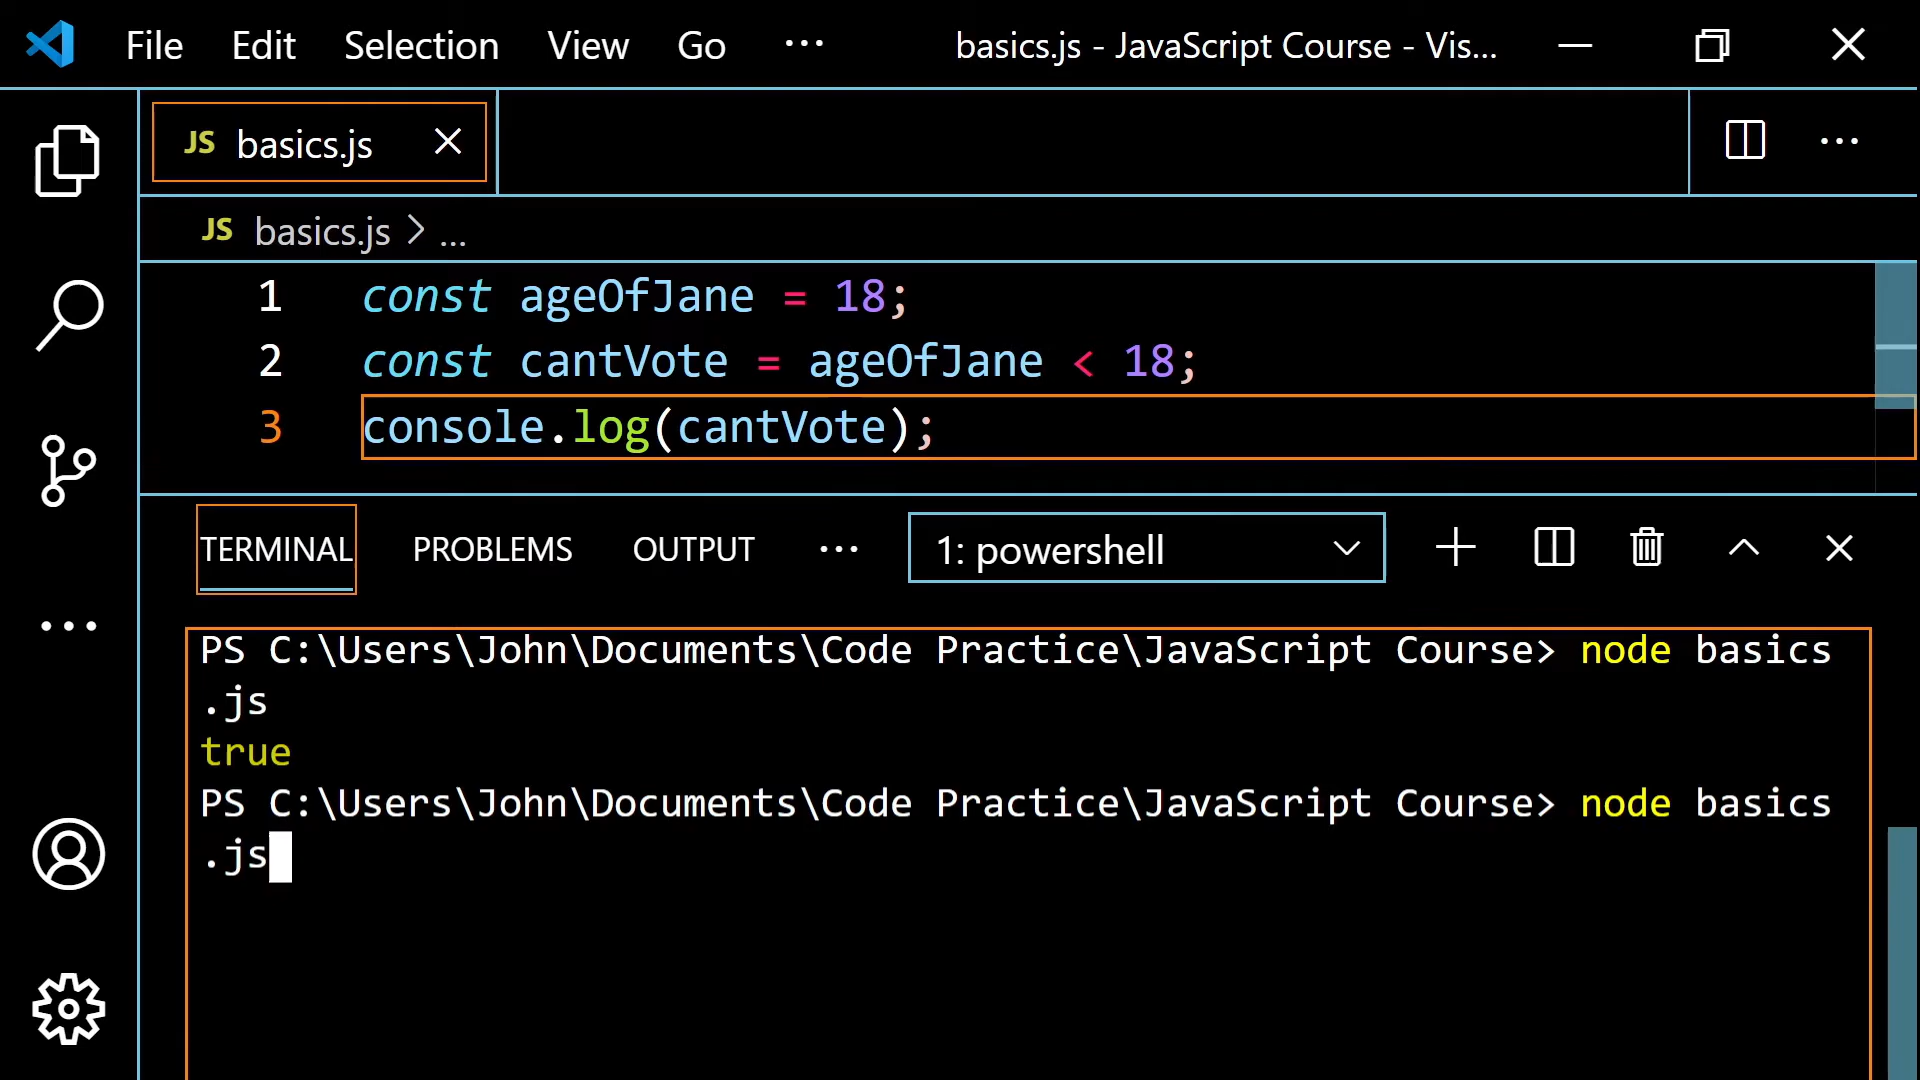 File Edit Selection View Go ··· basics.js - JavaScript Course - Vis...
JS basics.js
JS basics.js > ...
1 const ageOfJane = 18;
2 const cantVote = ageOfJane < 18;
3 console.log(cantVote);
TERMINAL PROBLEMS OUTPUT ··· 1: powershell
PS C:\Users\John\Documents\Code Practice\JavaScript Course> node basics
.js
true
PS C:\Users\John\Documents\Code Practice\JavaScript Course> node basics
.js